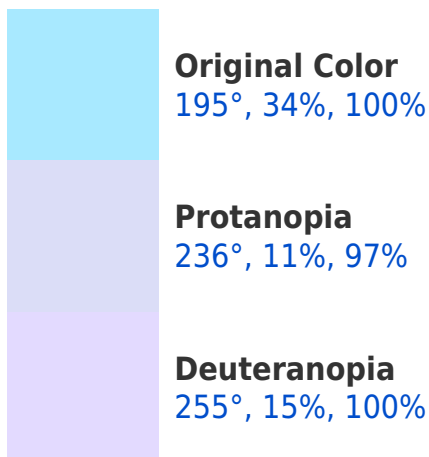 Original Color
195°, 34%, 100%
Protanopia
236°, 11%, 97%
Deuteranopia
255°, 15%, 100%